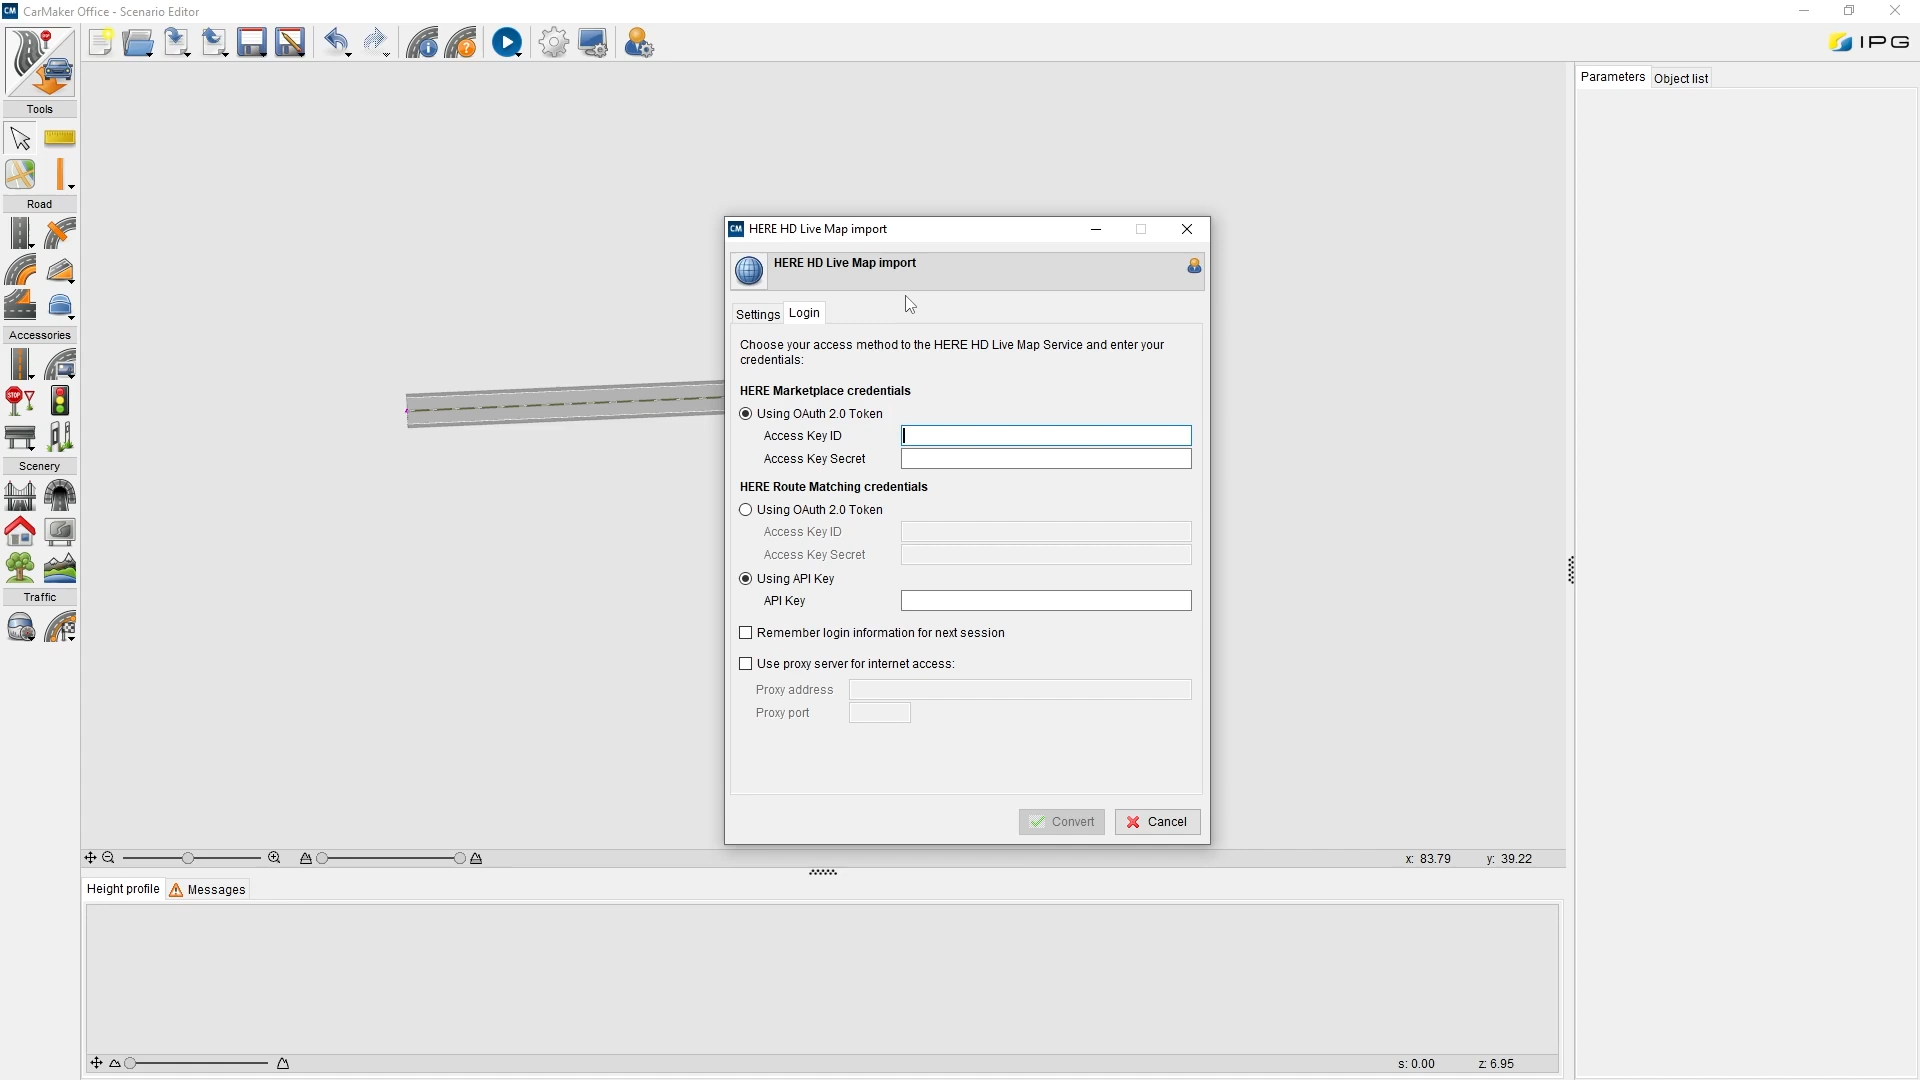 CM CarMaker Office - Scenario Editor
IPG
Tools
Road
Accessories
STOP
Scenery
Traffic
Parameters Object list
CM HERE HD Live Map import
HERE HD Live Map import
Settings Login
Choose your access method to the HERE HD Live Map Service and enter your
credentials:
HERE Marketplace credentials
Using OAuth 2.0 Token
Access Key ID
Access Key Secret
HERE Route Matching credentials
Using OAuth 2.0 Token
Access Key ID
Access Key Secret
Using API Key
API Key
Remember login information for next session
Use proxy server for internet access:
Proxy address
Proxy port
Convert Cancel
x: 83.79 y: 39.22
Height profile Messages
s: 0.00 z: 6.95